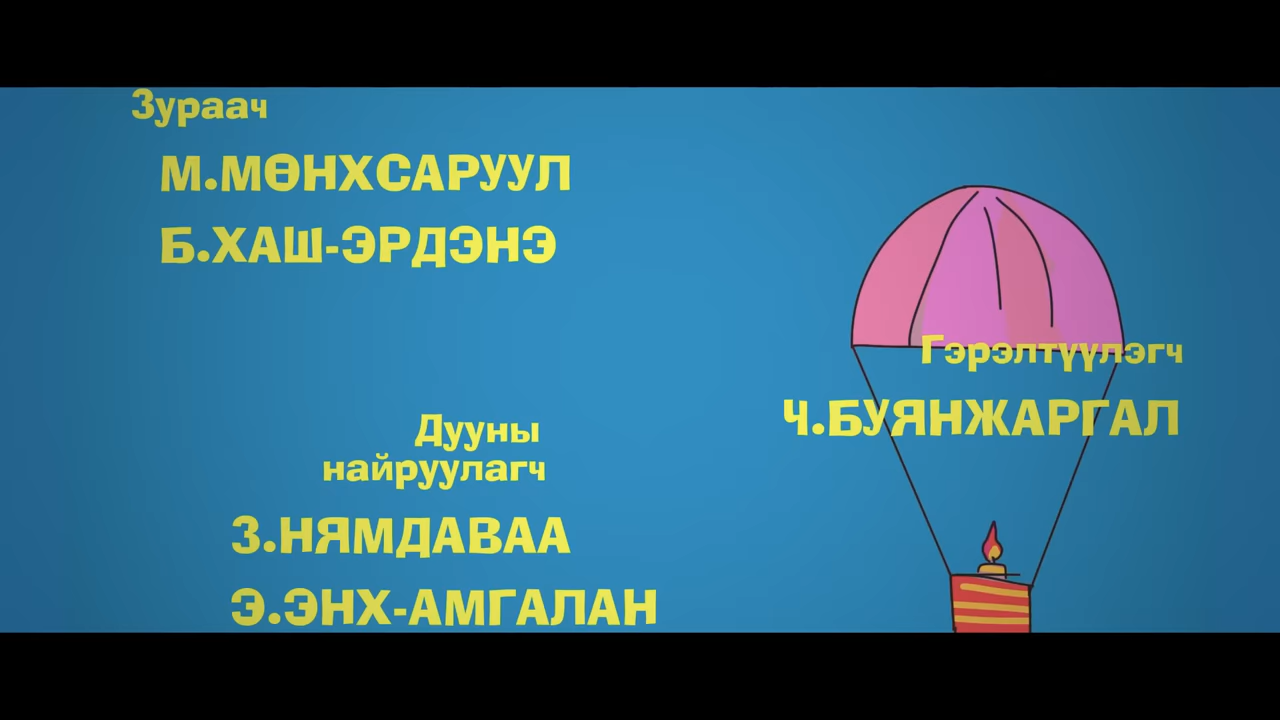 Зураач
М.МӨНХСАРУУЛ
Б.ХАШ-ЭРДЭНЭ
Гэрэлтүүлэгч
Ч.БУЯНЖАРГАЛ
Дууны
найруулагч
З.НЯМДАВАА
Э.ЭНХ-АМГАЛАН